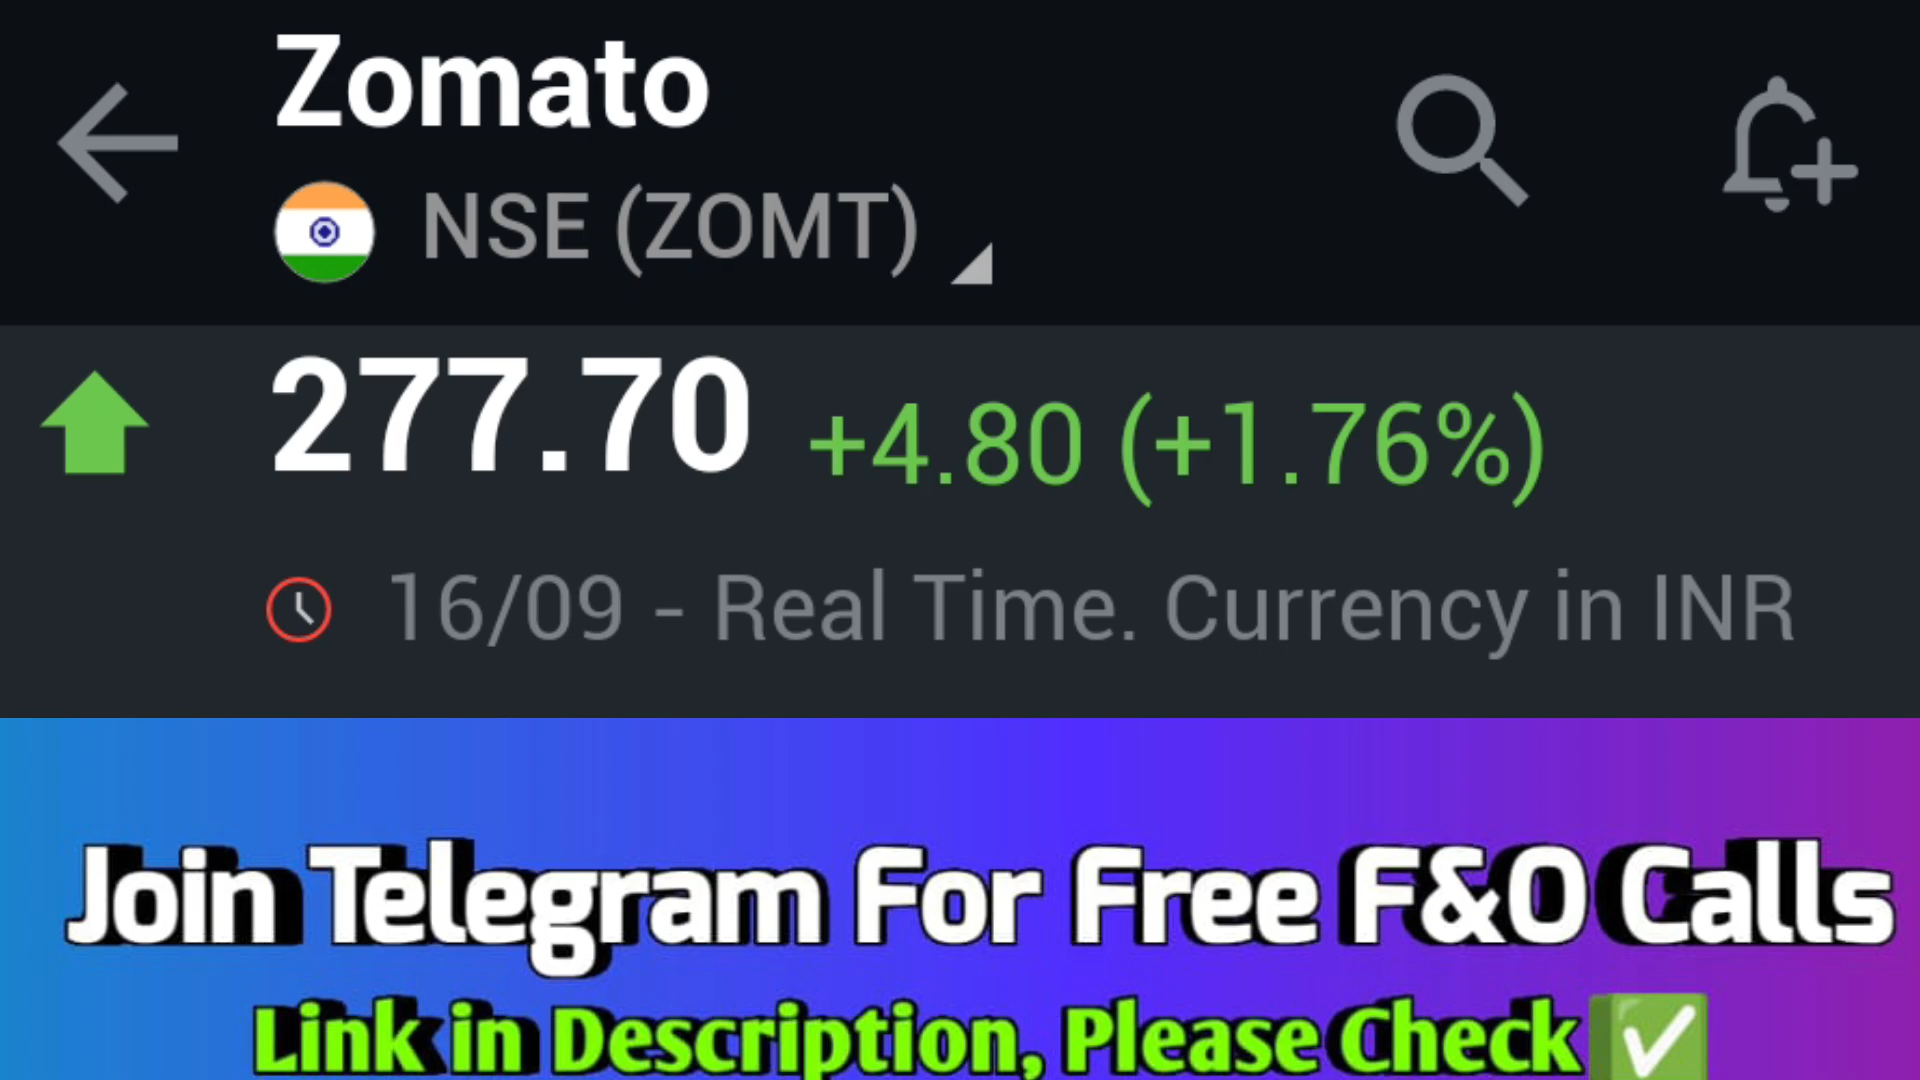 Zomato
NSE (ZOMT)
277.70 +4.80 (+1.76%)
16/09 - Real Time. Currency in INR
Join Telegram For Free F&O Calls
Link in Description, Please Check ✅